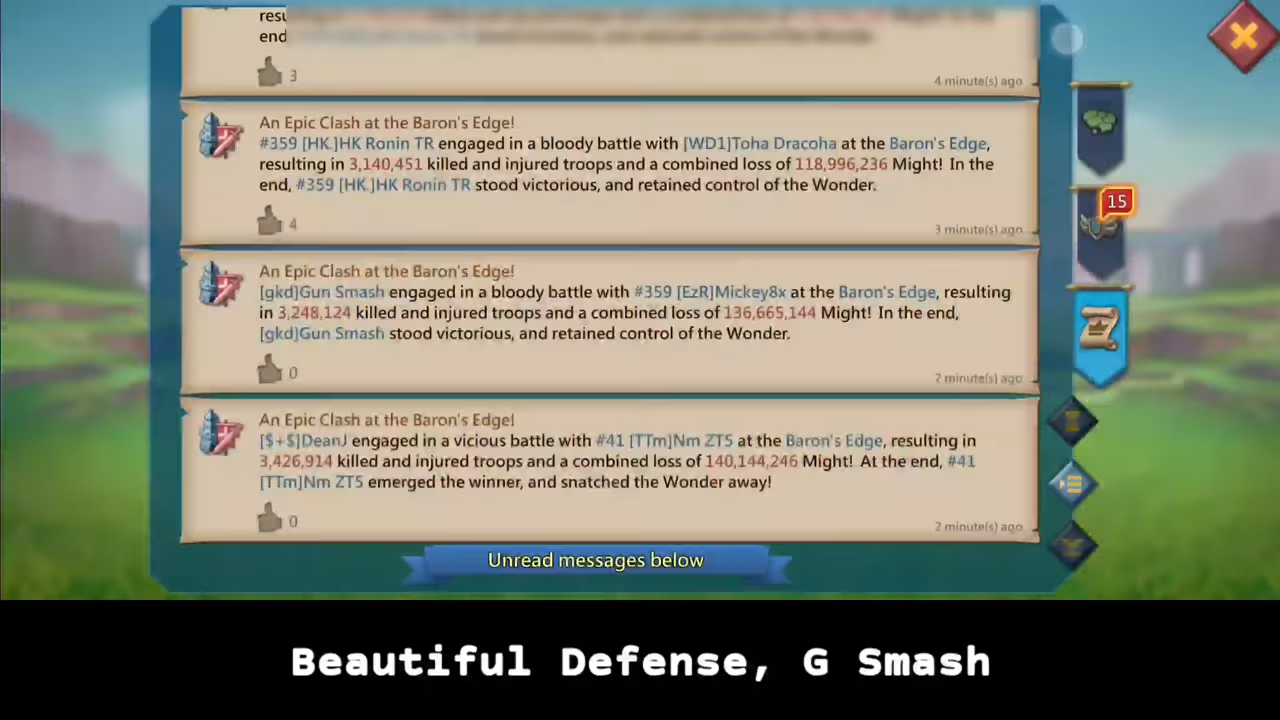 resu
end
3
4 minute(s) ago
An Epic Clash at the Baron's Edge!
#359 [HK.]HK Ronin TR engaged in a bloody battle with [WD1]Toha Dracoha at the Baron's Edge,
resulting in 3,140,451 killed and injured troops and a combined loss of 118,996,236 Might! In the
end, #359 [HK.]HK Ronin TR stood victorious, and retained control of the Wonder.
4
3 minute(s) ago
15
An Epic Clash at the Baron's Edge!
[gkd]Gun Smash engaged in a bloody battle with #359 [EzR]Mickey8x at the Baron's Edge, resulting
in 3,248,124 killed and injured troops and a combined loss of 136,665,144 Might! In the end,
[gkd]Gun Smash stood victorious, and retained control of the Wonder.
0
2 minute(s) ago
An Epic Clash at the Baron's Edge!
[$+$]DeanJ engaged in a vicious battle with #41 [TTm]Nm ZT5 at the Baron's Edge, resulting in
3,426,914 killed and injured troops and a combined loss of 140,144,246 Might! At the end, #41
[TTm]Nm ZT5 emerged the winner, and snatched the Wonder away!
0
2 minute(s) ago
Unread messages below
Beautiful Defense, G Smash